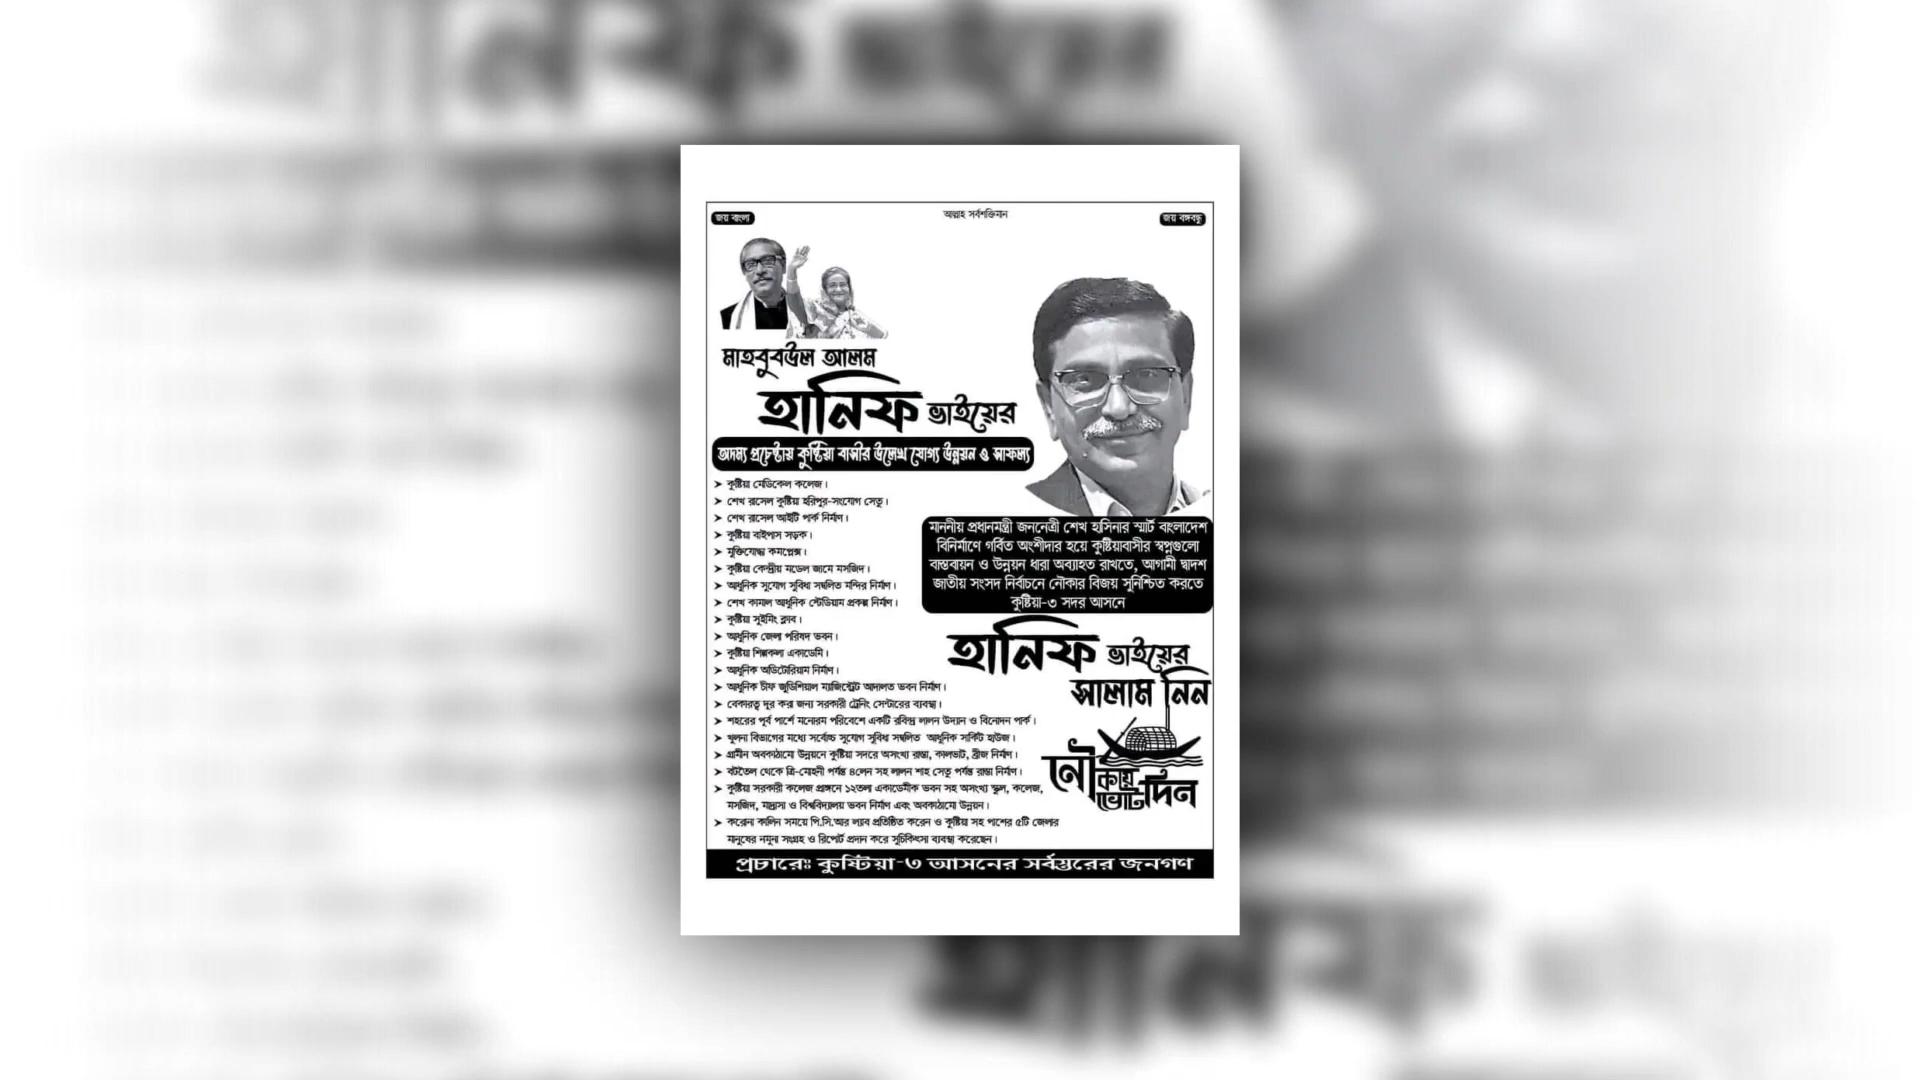 জয় বাংলা
আল্লাহ সর্বশক্তিমান
জয় বঙ্গবন্ধু
মাহবুবউল আলম
হানিফ ভাইয়ের
অদম্য প্রচেষ্টায় কুষ্টিয়া বাসীর উল্লেখ যোগ্য উন্নয়ন ও সাফল্য
➤ কুষ্টিয়া মেডিকেল কলেজ।
➤ শেখ রাসেল কুষ্টিয়া হরিপুর-সংযোগ সেতু।
➤ শেখ রাসেল আইটি পার্ক নির্মাণ।
➤ কুষ্টিয়া বাইপাস সড়ক।
➤ মুক্তিযোদ্ধা কমপ্লেক্স।
➤ কুষ্টিয়া কেন্দ্রীয় মডেল জামে মসজিদ।
➤ আধুনিক সুযোগ সুবিধা সম্বলিত মন্দির নির্মাণ।
➤ শেখ কামাল আধুনিক স্টেডিয়াম প্রকল্প নির্মাণ।
➤ কুষ্টিয়া সুইমিং ক্লাব।
➤ আধুনিক জেলা পরিষদ ভবন।
➤ কুষ্টিয়া শিল্পকলা একাডেমি।
➤ আধুনিক অডিটোরিয়াম নির্মাণ।
➤ আধুনিক চীফ জুডিশিয়াল ম্যাজিস্ট্রেট আদালত ভবন নির্মাণ।
➤ বেকারত্ব দূর করা জন্য সরকারী ট্রেনিং সেন্টারের ব্যবস্থা।
➤ শহরের পূর্ব পার্শে মনোরম পরিবেশে একটি রবিন্দ্র লালন উদ্যান ও বিনোদন পার্ক।
➤ খুলনা বিভাগের মধ্যে সর্বোচ্চ সুযোগ সুবিধা সম্বলিত আধুনিক সার্কিট হাউজ।
➤ গ্রামীন অবকাঠামো উন্নয়নে কুষ্টিয়া সদরে অসংখ্য রাস্তা, কালভার্ট, ব্রীজ নির্মাণ।
➤ বটতৈল থেকে ত্রি-মোহনী পর্যন্ত ৪লেন সহ লালন শাহ সেতু পর্যন্ত রাস্তা নির্মাণ।
➤ কুষ্টিয়া সরকারী কলেজ প্রাঙ্গনে ১২তলা একাডেমীক ভবন সহ অসংখ্য স্কুল, কলেজ,
মসজিদ, মাদ্রাসা ও বিশ্ববিদ্যালয় ভবন নির্মাণ এবং অবকাঠামো উন্নয়ন।
➤ করোনা কালিন সময়ে পি.সি.আর ল্যাব প্রতিষ্ঠিত করেন ও কুষ্টিয়া সহ পাশের ৫টি জেলার
মানুষের নমুনা সংগ্রহ ও রিপোর্ট প্রদান করে সুচিকিৎসা ব্যবস্থা করেছেন।
মাননীয় প্রধানমন্ত্রী জননেত্রী শেখ হাসিনার স্মার্ট বাংলাদেশ
বিনির্মাণে গর্বিত অংশীদার হয়ে কুষ্টিয়াবাসীর স্বপ্নগুলো
বাস্তবায়ন ও উন্নয়ন ধারা অব্যাহত রাখতে, আগামী দ্বাদশ
জাতীয় সংসদ নির্বাচনে নৌকার বিজয় সুনিশ্চিত করতে
কুষ্টিয়া-৩ সদর আসনে
হানিফ ভাইয়ের
সালাম নিন
নৌকায়
ভোট দিন
প্রচারেঃ কুষ্টিয়া-৩ আসনের সর্বস্তরের জনগণ